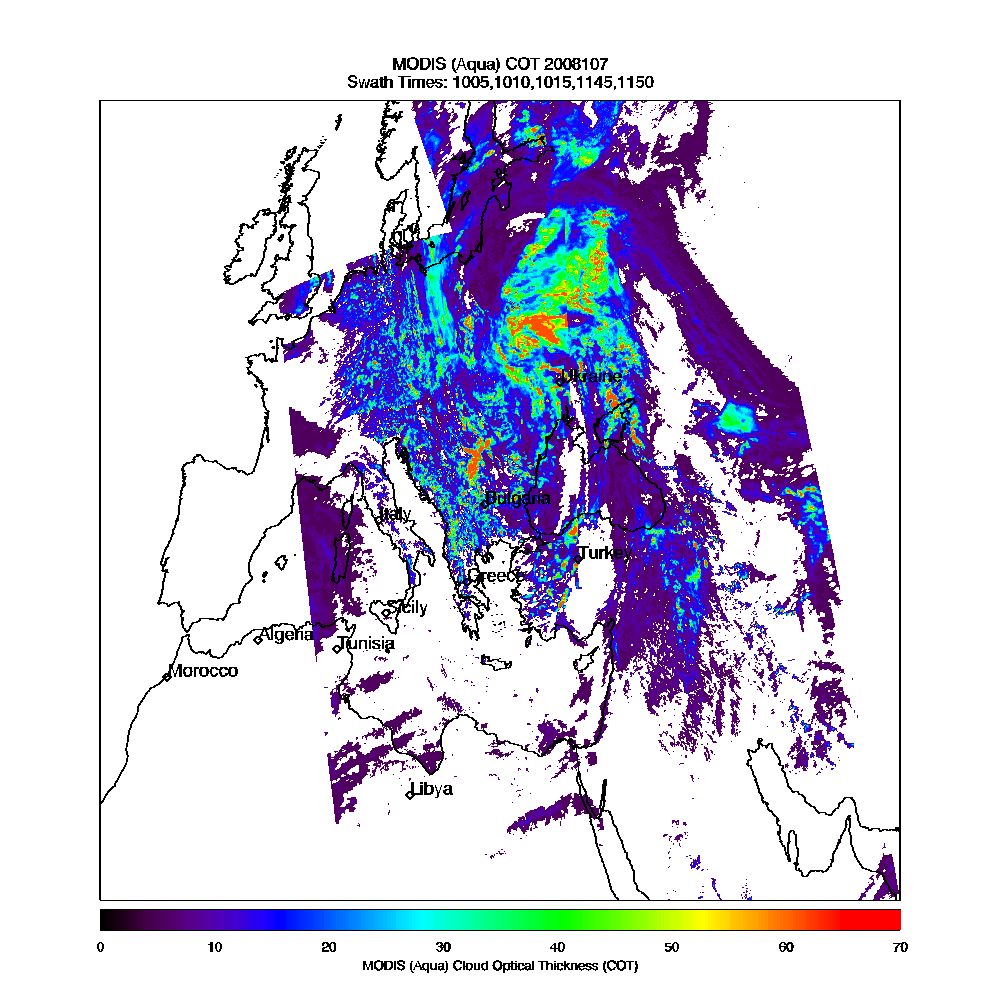 MODIS (Aqua) COT 2008107
Swath Times: 1005,1010,1015,1145,1150
Ukraine
Bulgaria
Italy
Turkey
Greece
Sicily
Algeria
Tunisia
Morocco
Libya
0 10 20 30 40 50 60 70
MODIS (Aqua) Cloud Optical Thickness (COT)